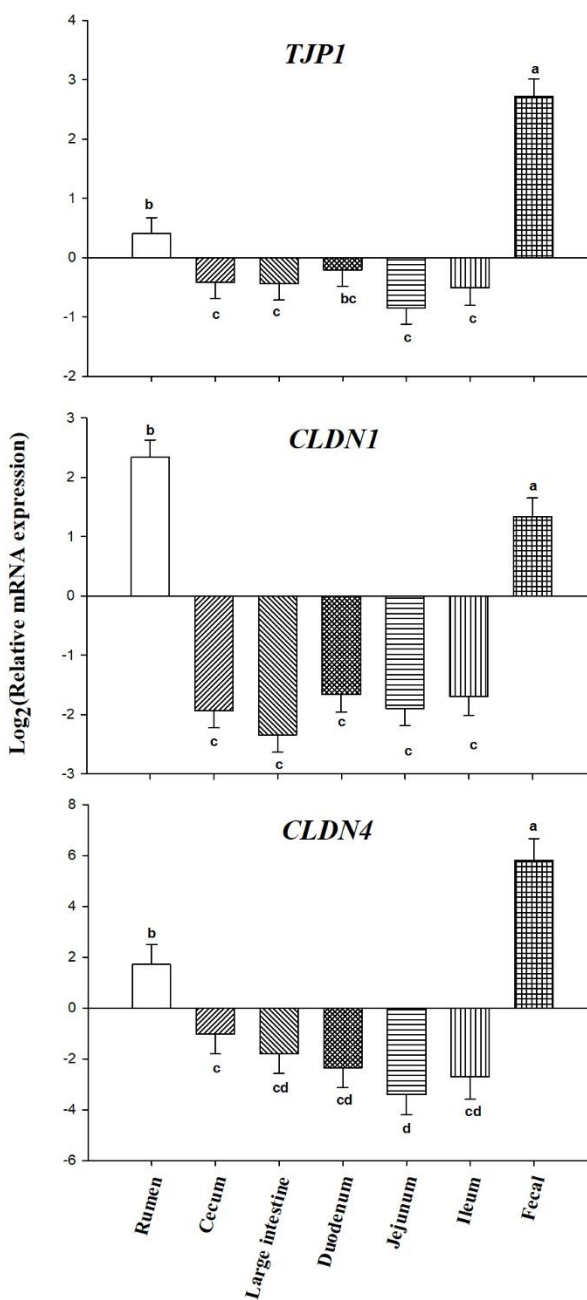 TJP1
4
3
2
1
0
-1
-2
b
c
c
bc
c
c
a
Log2(Relative mRNA expression)
CLDN1
3
2
1
0
-1
-2
-3
b
c
c
c
c
c
a
CLDN4
8
6
4
2
0
-2
-4
-6
b
c
cd
cd
d
cd
a
Rumen
Cecum
Large intestine
Duodenum
Jejunum
Ileum
Fecal